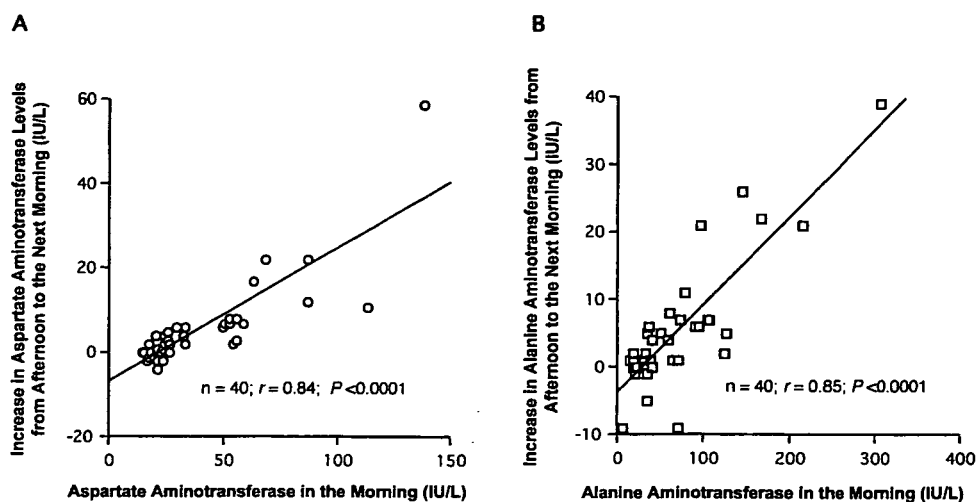 A
Increase in Aspartate Aminotransferase Levels
from Afternoon to the Next Morning (IU/L)
60
40
20
0
-20
n = 40; r = 0.84; P <0.0001
0
50
100
150
Aspartate Aminotransferase in the Morning (IU/L)
B
Increase in Alanine Aminotransferase Levels from
Afternoon to the Next Morning (IU/L)
40
30
20
10
0
-10
n = 40; r = 0.85; P <0.0001
0
100
200
300
400
Alanine Aminotransferase in the Morning (IU/L)